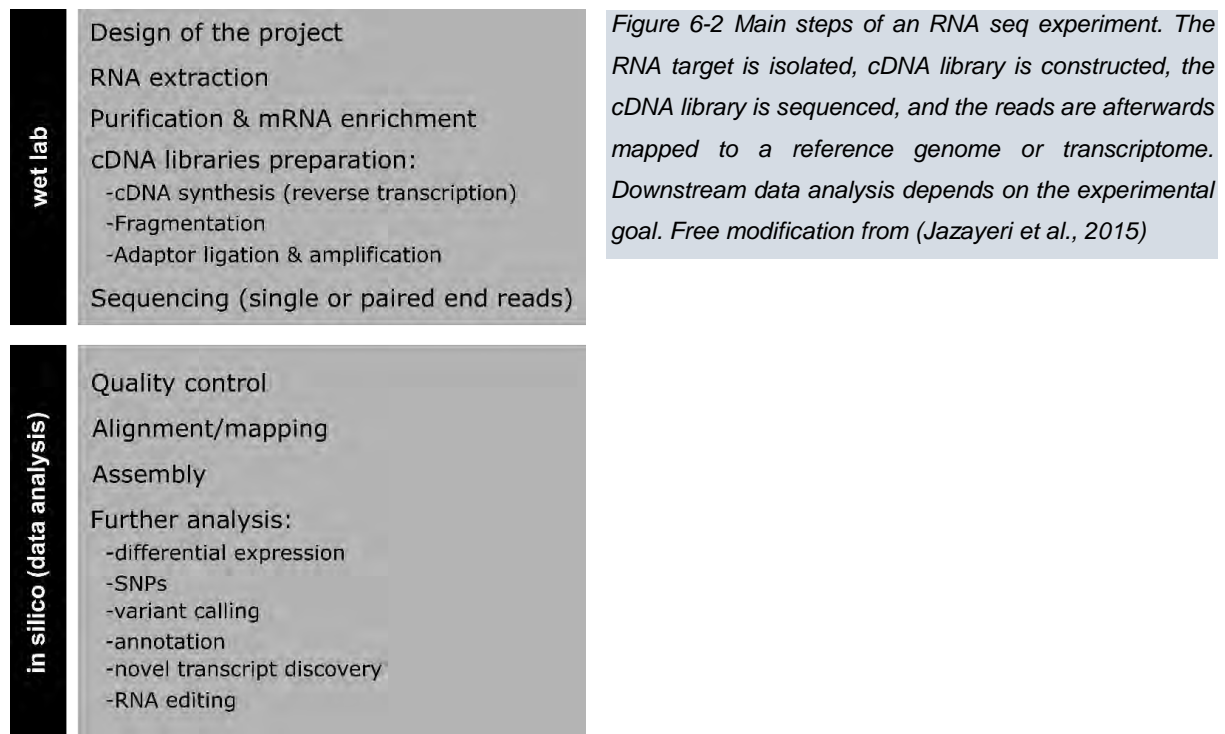 wet lab
Design of the project
RNA extraction
Purification & mRNA enrichment
cDNA libraries preparation:
-cDNA synthesis (reverse transcription)
-Fragmentation
-Adaptor ligation & amplification
Sequencing (single or paired end reads)
in silico (data analysis)
Quality control
Alignment/mapping
Assembly
Further analysis:
-differential expression
-SNPs
-variant calling
-annotation
-novel transcript discovery
-RNA editing
Figure 6-2 Main steps of an RNA seq experiment. The
RNA target is isolated, cDNA library is constructed, the
cDNA library is sequenced, and the reads are afterwards
mapped to a reference genome or transcriptome.
Downstream data analysis depends on the experimental
goal. Free modification from (Jazayeri et al., 2015)